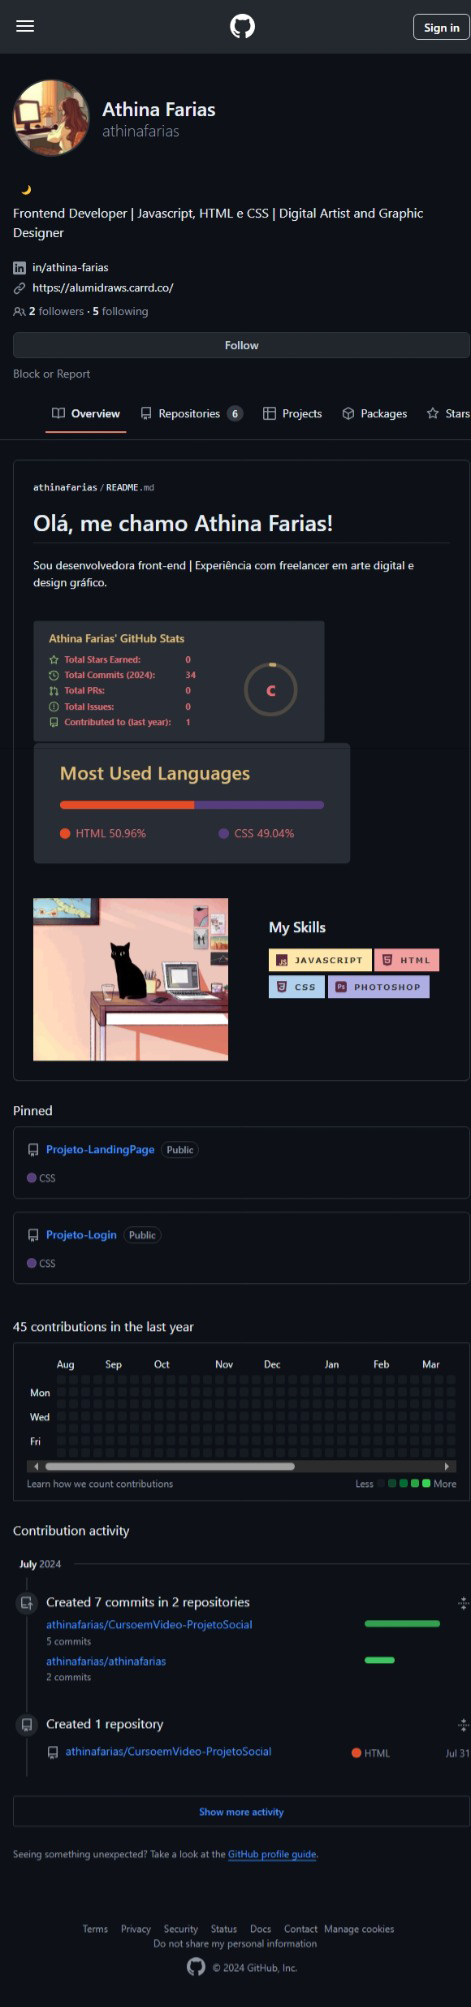 Sign in
Athina Farias
athinafarias
Frontend Developer | Javascript, HTML e CSS | Digital Artist and Graphic
Designer
in/athina-farias
https://alumidraws.carrd.co/
2 followers · 5 following
Follow
Block or Report
Overview Repositories 6 Projects Packages Stars
athinafarias / README.md
Olá, me chamo Athina Farias!
Sou desenvolvedora front-end | Experiência com freelancer em arte digital e
design gráfico.
Athina Farias' GitHub Stats
Total Stars Earned: 0
Total Commits (2024): 34
Total PRs: 0
Total Issues: 0
Contributed to (last year): 1
C
Most Used Languages
HTML 50.96% CSS 49.04%
My Skills
JS JAVASCRIPT HTML
CSS Ps PHOTOSHOP
Pinned
Projeto-LandingPage Public
CSS
Projeto-Login Public
CSS
45 contributions in the last year
Aug Sep Oct Nov Dec Jan Feb Mar
Mon
Wed
Fri
Learn how we count contributions Less More
Contribution activity
July 2024
Created 7 commits in 2 repositories
athinafarias/CursoemVideo-ProjetoSocial
5 commits
athinafarias/athinafarias
2 commits
Created 1 repository
athinafarias/CursoemVideo-ProjetoSocial HTML Jul 31
Show more activity
Seeing something unexpected? Take a look at the GitHub profile guide.
Terms Privacy Security Status Docs Contact Manage cookies
Do not share my personal information
© 2024 GitHub, Inc.